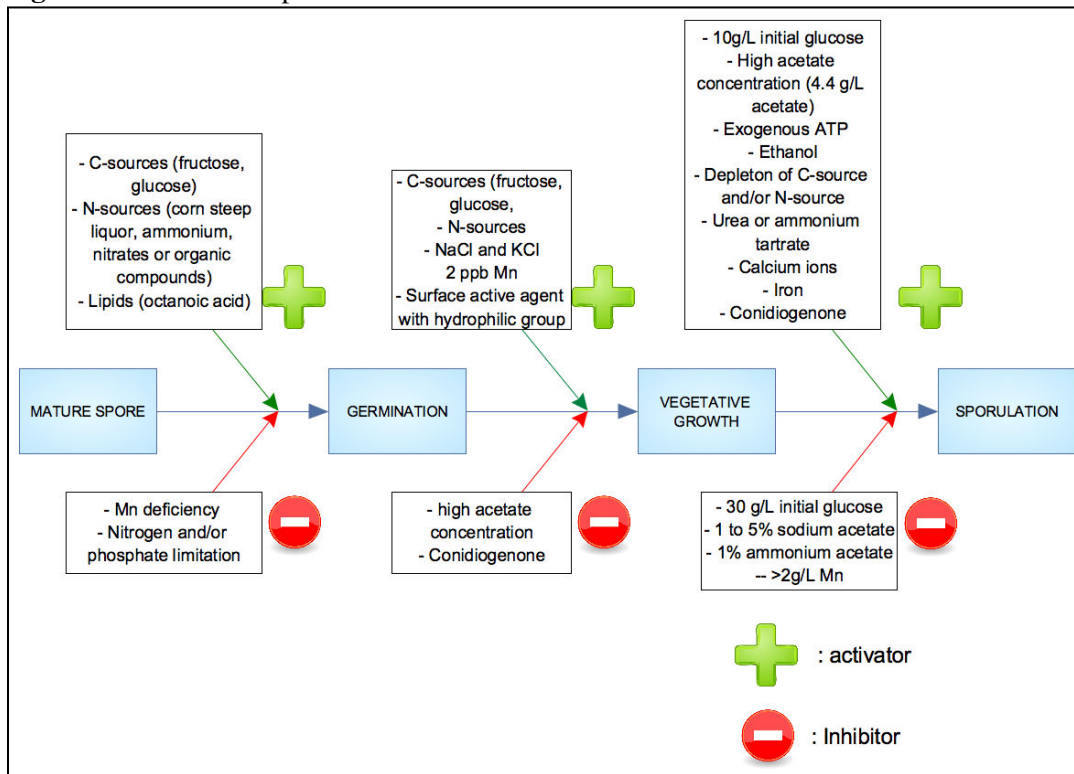 - C-sources (fructose,
glucose)
- N-sources (corn steep
liquor, ammonium,
nitrates or organic
compounds)
- Lipids (octanoic acid)
- C-sources (fructose,
glucose,
- N-sources
- NaCl and KCl
2 ppb Mn
- Surface active agent
with hydrophilic group
- 10g/L initial glucose
- High acetate
concentration (4.4 g/L
acetate)
- Exogenous ATP
- Ethanol
- Depleton of C-source
and/or N-source
- Urea or ammonium
tartrate
- Calcium ions
- Iron
- Conidiogenone
MATURE SPORE
GERMINATION
VEGETATIVE
GROWTH
SPORULATION
- Mn deficiency
- Nitrogen and/or
phosphate limitation
- high acetate
concentration
- Conidiogenone
- 30 g/L initial glucose
- 1 to 5% sodium acetate
- 1% ammonium acetate
-- >2g/L Mn
: activator
: Inhibitor